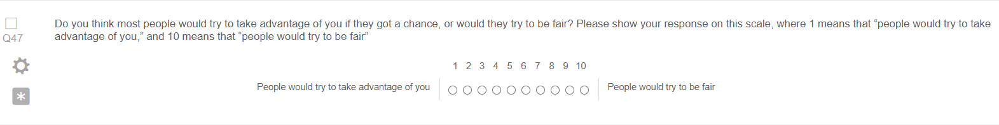 Do you think most people would try to take advantage of you if they got a chance, or would they try to be fair? Please show your response on this scale, where 1 means that “people would try to take
Q47
advantage of you,” and 10 means that “people would try to be fair”
1 2 3 4 5 6 7 8 9 10
People would try to take advantage of you
People would try to be fair